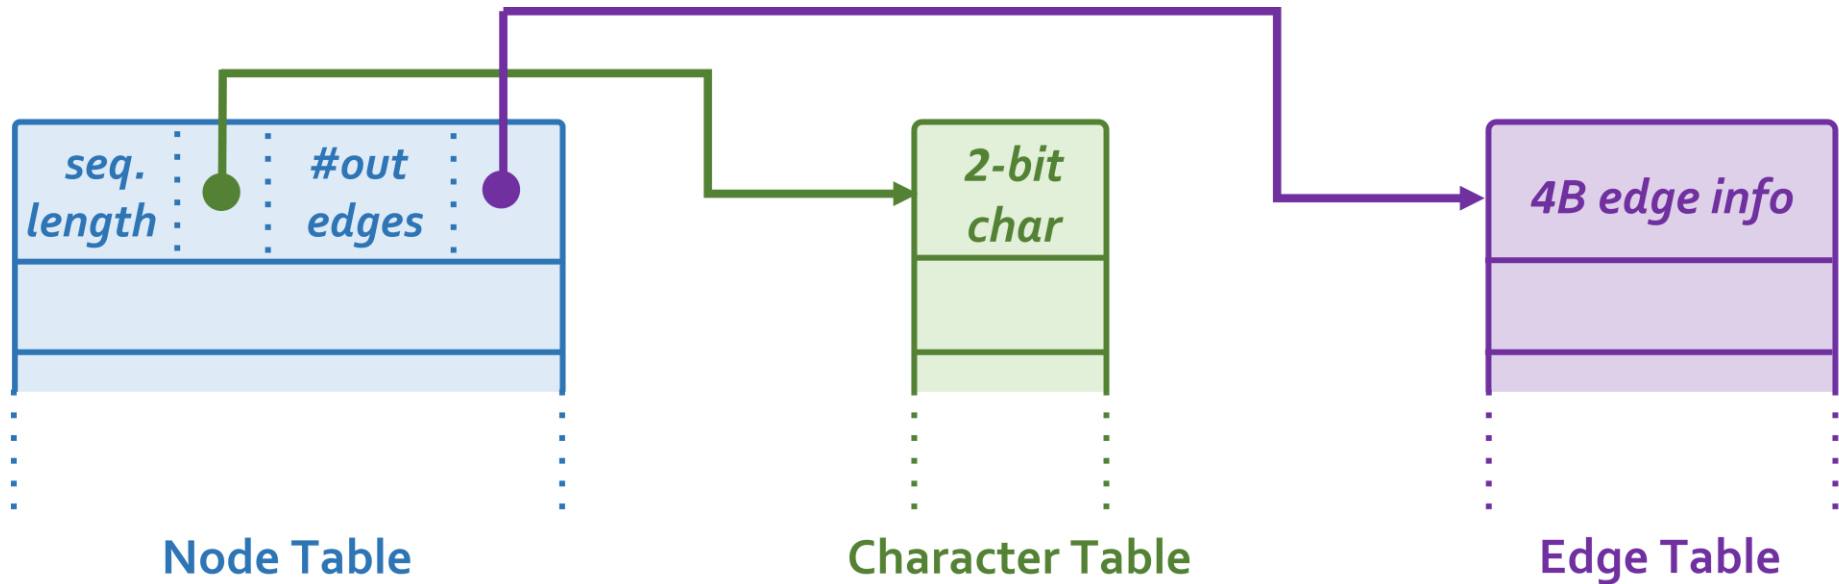 seq.
length
#out
edges
2-bit
char
4B edge info
Node Table
Character Table
Edge Table